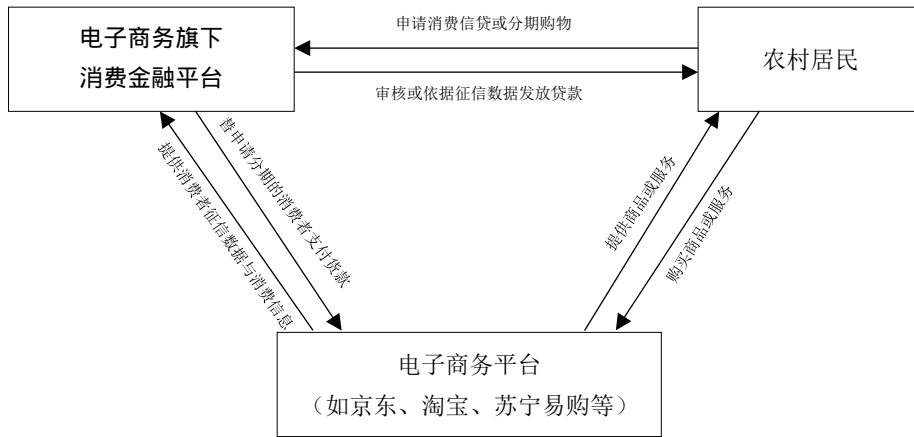 申请消费信贷或分期购物
电子商务旗下
消费金融平台
农村居民
审核或依据征信数据发放贷款
替申请分期的消费者支付货款
提供消费者征信数据与消费信息
提供商品或服务
购买商品或服务
电子商务平台
（如京东、淘宝、苏宁易购等）